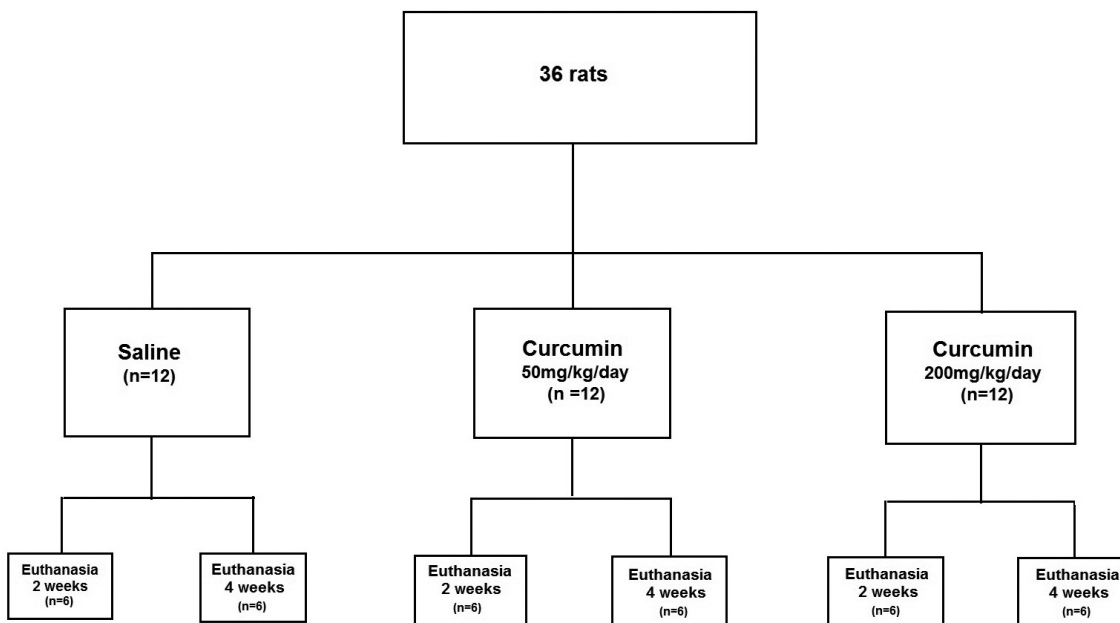 36 rats
Saline
(n=12)
Curcumin
50mg/kg/day
(n =12)
Curcumin
200mg/kg/day
(n=12)
Euthanasia
2 weeks
(n=6)
Euthanasia
4 weeks
(n=6)
Euthanasia
2 weeks
(n=6)
Euthanasia
4 weeks
(n=6)
Euthanasia
2 weeks
(n=6)
Euthanasia
4 weeks
(n=6)